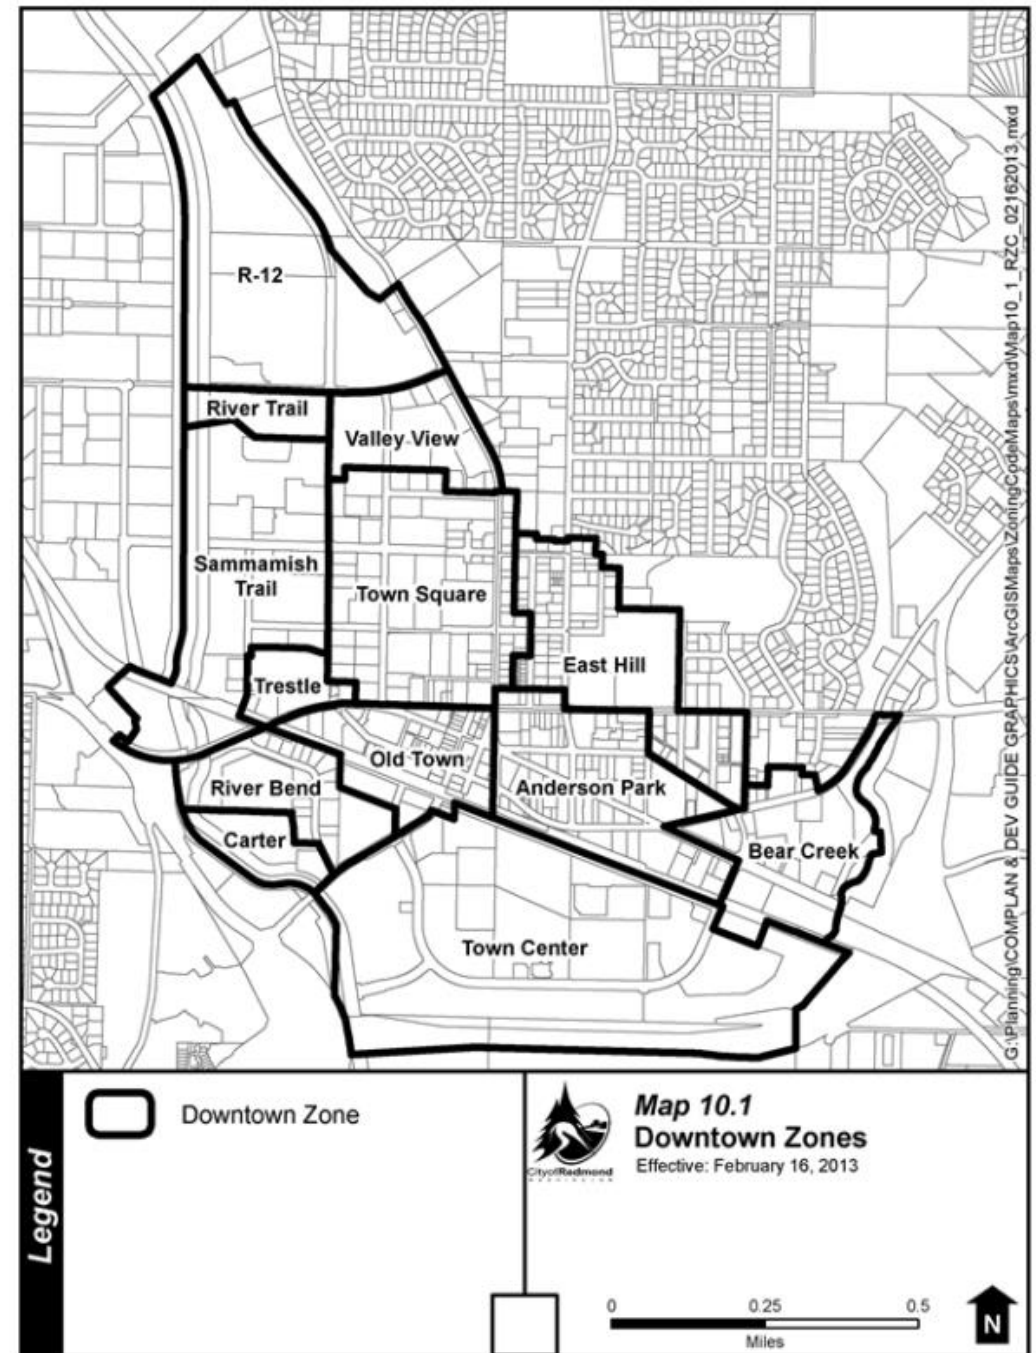 R-12
River Trail
Valley View
Sammamish
Trail
Town Square
East Hill
Trestle
Old Town
River Bend
Anderson Park
Carter
Bear Creek
Town Center
G:\Planning\COMPLAN & DEV GUIDE GRAPHICS\ArcGISMaps\ZoningCodeMaps\mxd\Map10_1_RZC_02162013.mxd
Legend
Downtown Zone
CityofRedmond
WASHINGTON
Map 10.1
Downtown Zones
Effective: February 16, 2013
0 0.25 0.5
Miles
N